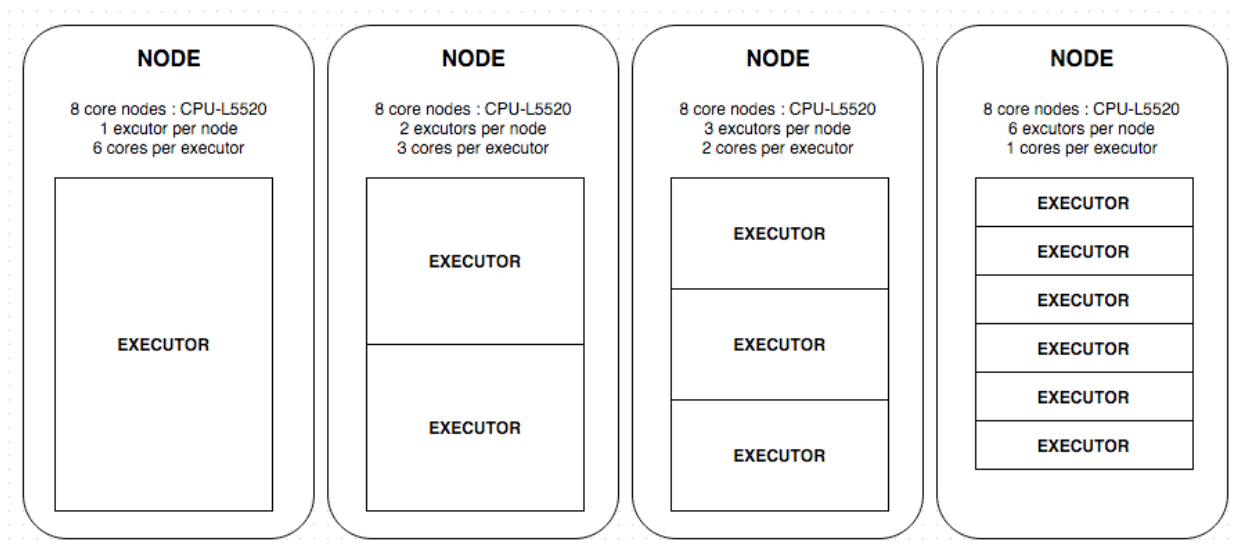 NODE
8 core nodes : CPU-L5520
1 excutor per node
6 cores per executor
EXECUTOR
NODE
8 core nodes : CPU-L5520
2 excutors per node
3 cores per executor
EXECUTOR
EXECUTOR
NODE
8 core nodes : CPU-L5520
3 excutors per node
2 cores per executor
EXECUTOR
EXECUTOR
EXECUTOR
NODE
8 core nodes : CPU-L5520
6 excutors per node
1 cores per executor
EXECUTOR
EXECUTOR
EXECUTOR
EXECUTOR
EXECUTOR
EXECUTOR